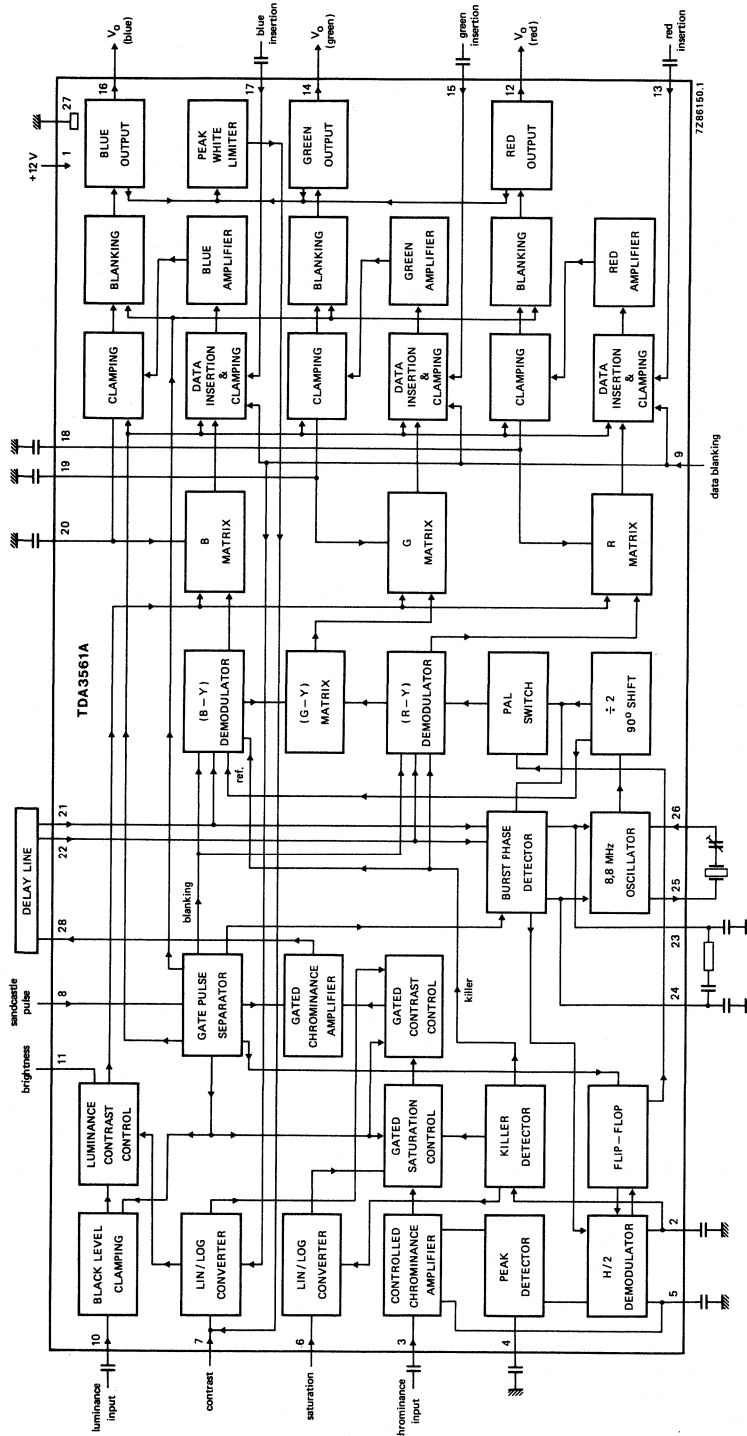 TDA3561A
luminance
input
10
BLACK LEVEL
CLAMPING
LUMINANCE
CONTRAST
CONTROL
brightness
11
sandcastle
pulse
8
DELAY LINE
28
22
21
contrast
7
LIN/LOG
CONVERTER
GATE PULSE
SEPARATOR
blanking
saturation
6
LIN/LOG
CONVERTER
GATED
CHROMINANCE
AMPLIFIER
hrominance
input
3
CONTROLLED
CHROMINANCE
AMPLIFIER
GATED
SATURATION
CONTROL
GATED
CONTRAST
CONTROL
4
PEAK
DETECTOR
KILLER
DETECTOR
killer
BURST PHASE
DETECTOR
5
H/2
DEMODULATOR
2
FLIP-FLOP
8,8 MHz
OSCILLATOR
24
23
25
26
ref.
(B-Y)
DEMODULATOR
(G-Y)
MATRIX
(R-Y)
DEMODULATOR
PAL
SWITCH
÷ 2
90° SHIFT
20
19
18
B
MATRIX
G
MATRIX
R
MATRIX
CLAMPING
BLANKING
BLUE
OUTPUT
16
V₀
(blue)
+12 V
1
27
DATA
INSERTION
&
CLAMPING
BLUE
AMPLIFIER
PEAK
WHITE
LIMITER
17
blue
insertion
CLAMPING
BLANKING
GREEN
OUTPUT
14
V₀
(green)
DATA
INSERTION
&
CLAMPING
GREEN
AMPLIFIER
15
green
insertion
CLAMPING
BLANKING
RED
OUTPUT
12
V₀
(red)
DATA
INSERTION
&
CLAMPING
RED
AMPLIFIER
13
red
insertion
9
data blanking
7Z86150.1